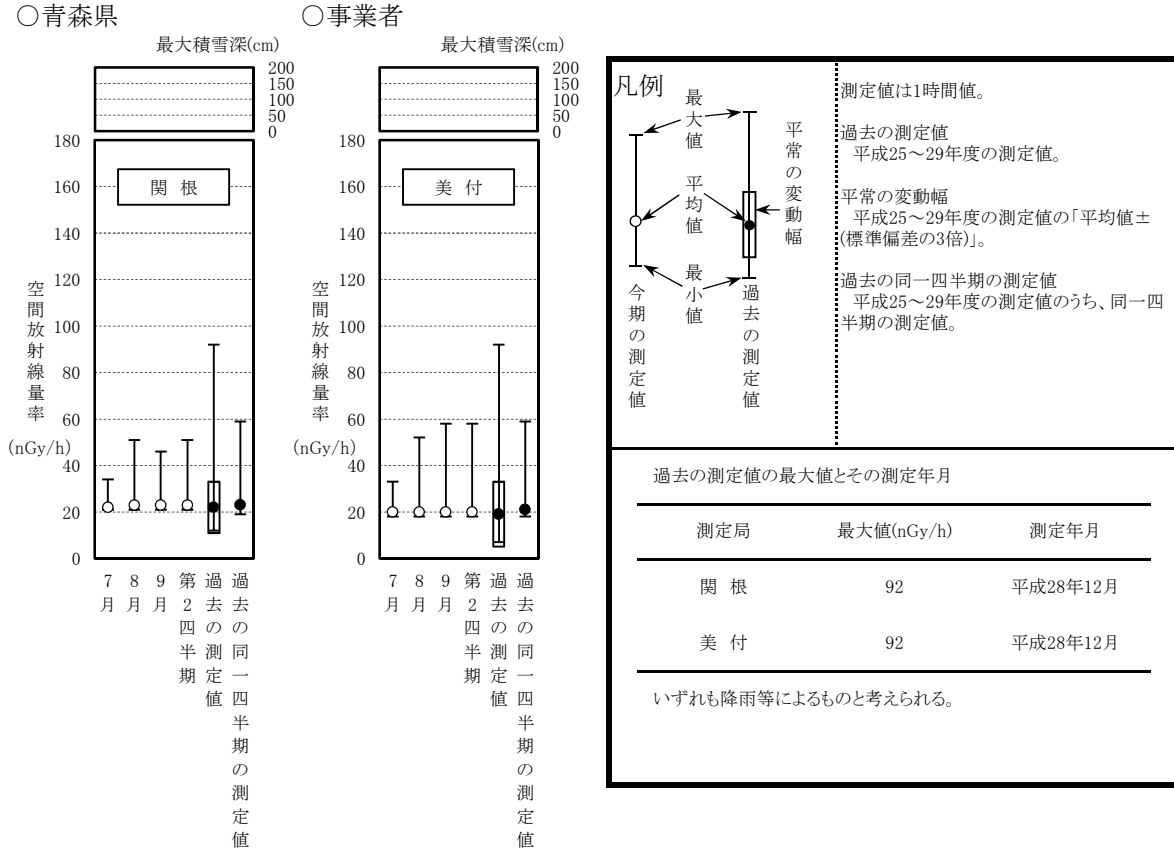 ○青森県
最大積雪深(cm)
200
150
100
50
0
関 根
空間放射線量率
(nGy/h)
180
160
140
120
100
80
60
40
20
0
7月
8月
9月
第2四半期
過去の測定値
過去の同一四半期の測定値
○事業者
最大積雪深(cm)
200
150
100
50
0
美 付
空間放射線量率
(nGy/h)
180
160
140
120
100
80
60
40
20
0
7月
8月
9月
第2四半期
過去の測定値
過去の同一四半期の測定値
凡例
最大値
平均値
最小値
平常の変動幅
今期の測定値
過去の測定値
測定値は1時間値。
過去の測定値
平成25~29年度の測定値。
平常の変動幅
平成25~29年度の測定値の「平均値±
(標準偏差の3倍)」。
過去の同一四半期の測定値
平成25~29年度の測定値のうち、同一四
半期の測定値。
過去の測定値の最大値とその測定年月
測定局 最大値(nGy/h) 測定年月
関 根 92 平成28年12月
美 付 92 平成28年12月
いずれも降雨等によるものと考えられる。